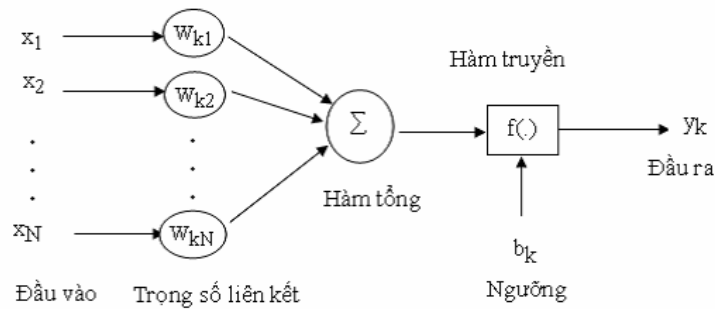 x1
Wk1
Hàm truyền
x2
Wk2
Σ
f(.)
yk
Đầu ra
Hàm tổng
xN
WkN
bk
Đầu vào
Trọng số liên kết
Ngưỡng